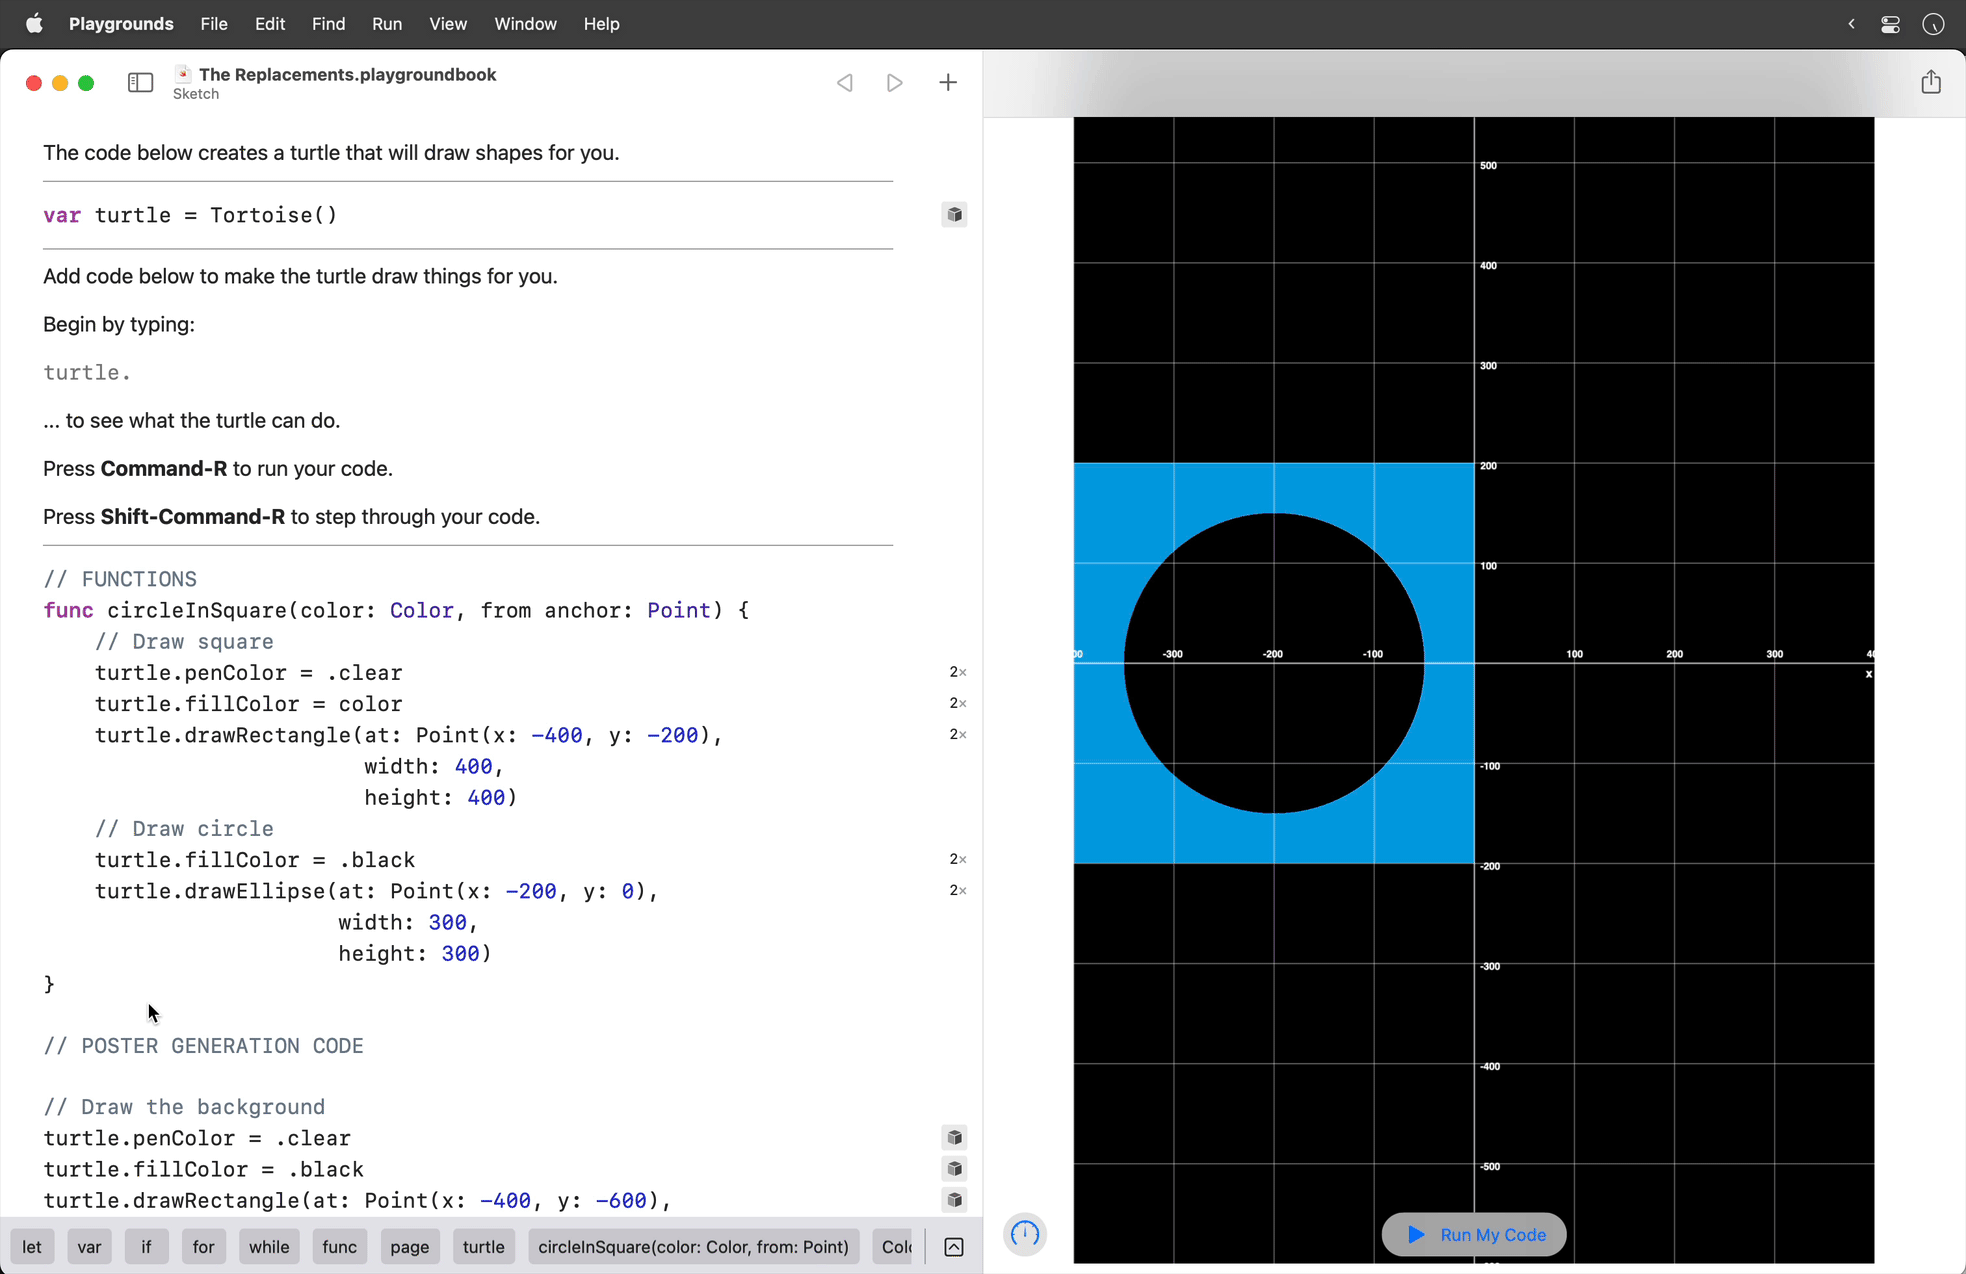 Playgrounds File Edit Find Run View Window Help
The Replacements.playgroundbook
Sketch
The code below creates a turtle that will draw shapes for you.
var turtle = Tortoise()
Add code below to make the turtle draw things for you.
Begin by typing:
turtle.
... to see what the turtle can do.
Press Command-R to run your code.
Press Shift-Command-R to step through your code.
// FUNCTIONS
func circleInSquare(color: Color, from anchor: Point) {
// Draw square
turtle.penColor = .clear 2×
turtle.fillColor = color 2×
turtle.drawRectangle(at: Point(x: -400, y: -200), 2×
width: 400,
height: 400)
// Draw circle
turtle.fillColor = .black 2×
turtle.drawEllipse(at: Point(x: -200, y: 0), 2×
width: 300,
height: 300)
}
// POSTER GENERATION CODE
// Draw the background
turtle.penColor = .clear
turtle.fillColor = .black
turtle.drawRectangle(at: Point(x: -400, y: -600),
let var if for while func page turtle circleInSquare(color: Color, from: Point)
500
400
300
200
100
-300 -200 -100 100 200 300
x
-100
-200
-300
-400
-500
Run My Code